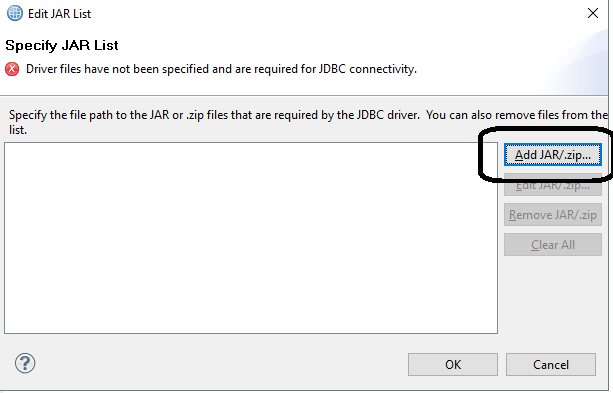 Edit JAR List
Specify JAR List
Driver files have not been specified and are required for JDBC connectivity.
Specify the file path to the JAR or .zip files that are required by the JDBC driver.  You can also remove files from the
list.
Add JAR/.zip...
Edit JAR/.zip...
Remove JAR/.zip
Clear All
?
OK
Cancel